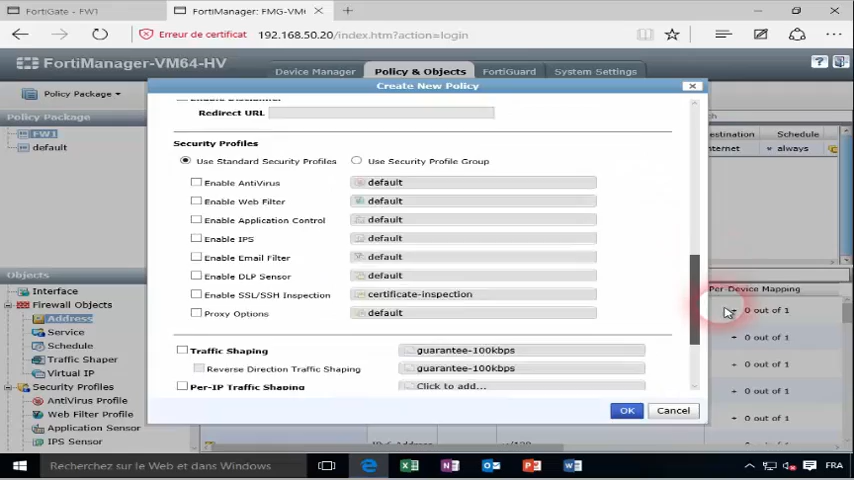 FortiGate - FW1
FortiManager: FMG-VM6
Erreur de certificat
192.168.50.20/index.htm?action=login
FortiManager-VM64-HV
Device Manager
Policy & Objects
FortiGuard
System Settings
Policy Package
Create New Policy
Policy Package
FW1
default
Destination
Schedule
always
Redirect URL
Security Profiles
Use Standard Security Profiles
Use Security Profile Group
Enable AntiVirus
default
Enable Web Filter
default
Enable Application Control
default
Enable IPS
default
Enable Email Filter
default
Enable DLP Sensor
default
Enable SSL/SSH Inspection
certificate-inspection
Proxy Options
default
Traffic Shaping
guarantee-100kbps
Reverse Direction Traffic Shaping
guarantee-100kbps
Per-IP Traffic Shaping
Click to add...
OK
Cancel
Objects
Interface
Firewall Objects
Address
Service
Schedule
Traffic Shaper
Virtual IP
Security Profiles
AntiVirus Profile
Web Filter Profile
Application Sensor
IPS Sensor
Per-Device Mapping
0 out of 1
0 out of 1
0 out of 1
0 out of 1
0 out of 1
Recherchez sur le Web et dans Windows
FRA